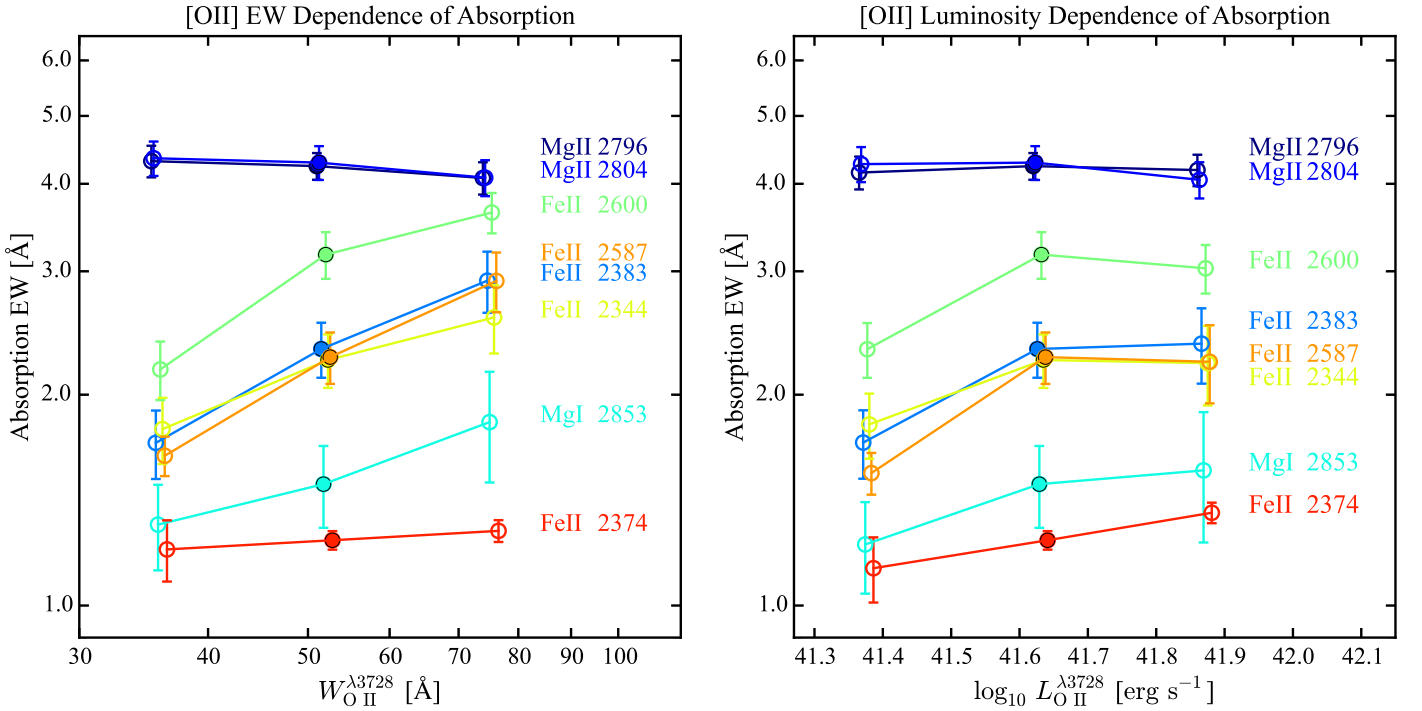 [OII] EW Dependence of Absorption
6.0
5.0
4.0
3.0
2.0
1.0
Absorption EW [Å]
MgII 2796
MgII 2804
FeII 2600
FeII 2587
FeII 2383
FeII 2344
MgI 2853
FeII 2374
30 40 50 60 70 80 90 100
W_{O II}^{λ3728} [Å]
[OII] Luminosity Dependence of Absorption
6.0
5.0
4.0
3.0
2.0
1.0
Absorption EW [Å]
MgII 2796
MgII 2804
FeII 2600
FeII 2383
FeII 2587
FeII 2344
MgI 2853
FeII 2374
41.3 41.4 41.5 41.6 41.7 41.8 41.9 42.0 42.1
log₁₀ L_{O II}^{λ3728} [erg s⁻¹]